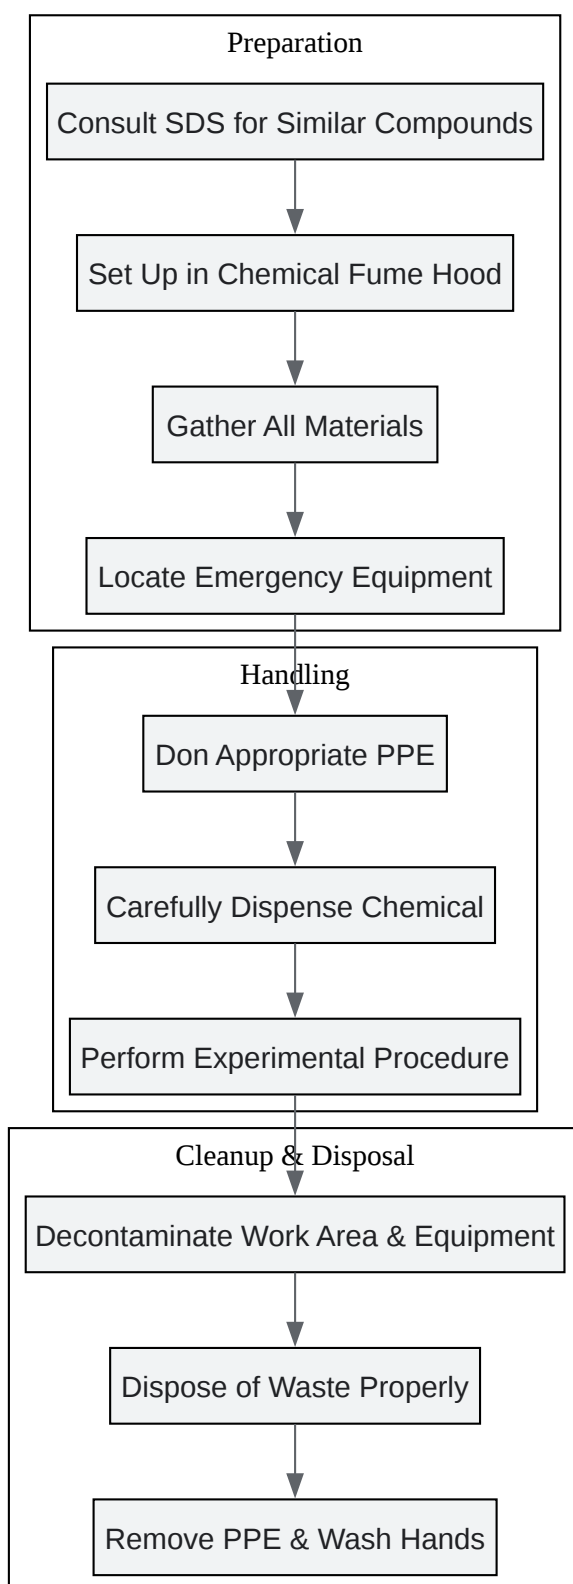 Preparation
Consult SDS for Similar Compounds
Set Up in Chemical Fume Hood
Gather All Materials
Locate Emergency Equipment
Handling
Don Appropriate PPE
Carefully Dispense Chemical
Perform Experimental Procedure
Cleanup & Disposal
Decontaminate Work Area & Equipment
Dispose of Waste Properly
Remove PPE & Wash Hands